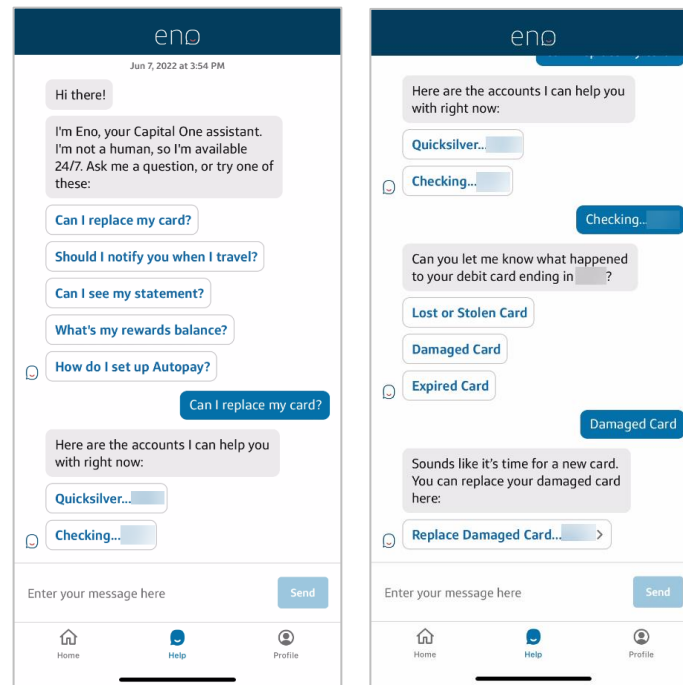 eno
Jun 7, 2022 at 3:54 PM
Hi there!
I'm Eno, your Capital One assistant.
I'm not a human, so I'm available
24/7. Ask me a question, or try one of
these:
Can I replace my card?
Should I notify you when I travel?
Can I see my statement?
What's my rewards balance?
How do I set up Autopay?
Can I replace my card?
Here are the accounts I can help you
with right now:
Quicksilver...
Checking...
Enter your message here
Send
Home
Help
Profile
eno
Here are the accounts I can help you
with right now:
Quicksilver...
Checking...
Checking...
Can you let me know what happened
to your debit card ending in ?
Lost or Stolen Card
Damaged Card
Expired Card
Damaged Card
Sounds like it’s time for a new card.
You can replace your damaged card
here:
Replace Damaged Card...
Enter your message here
Send
Home
Help
Profile